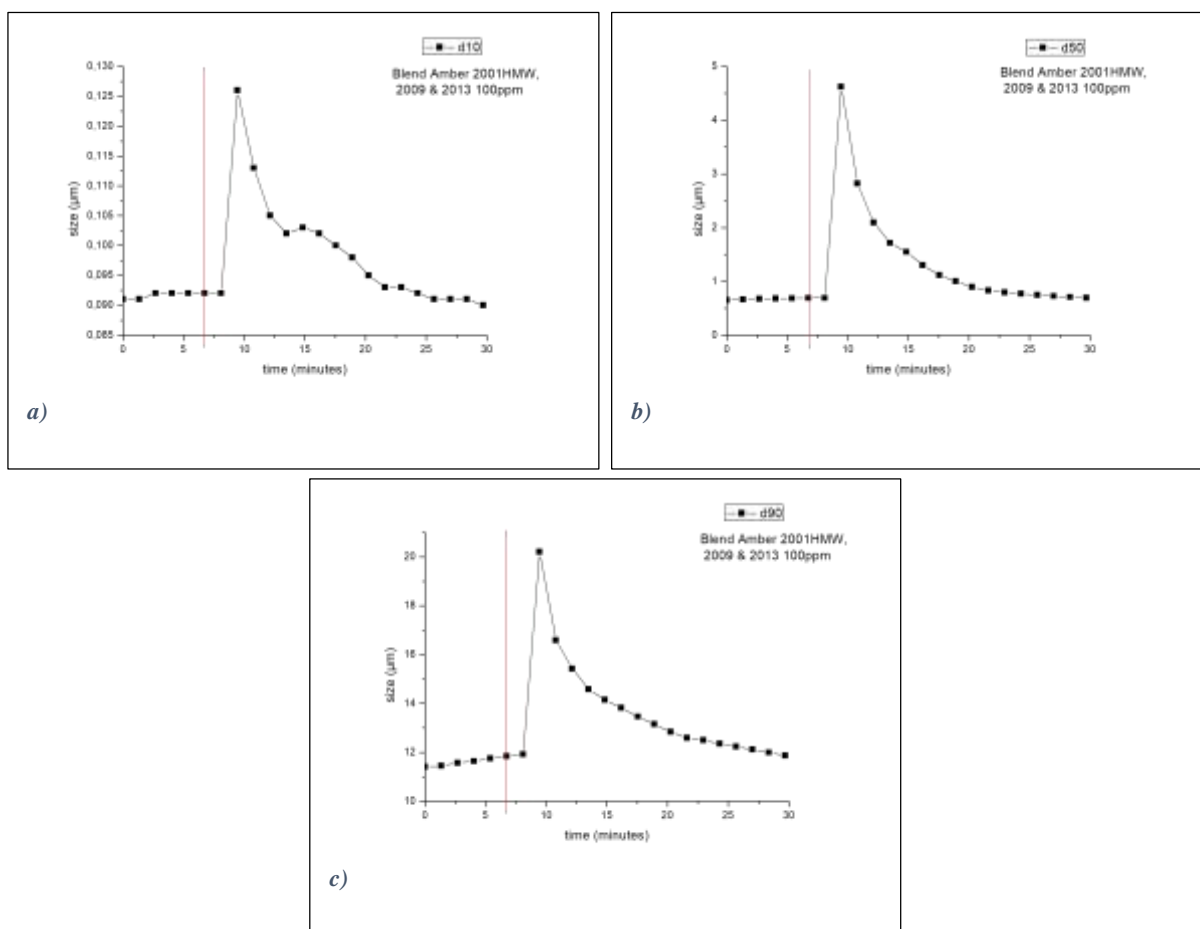 d10
Blend Amber 2001HMW,
2009 & 2013 100ppm
0,130
0,125
0,120
0,115
0,110
0,105
0,100
0,095
0,090
0,085
size (µm)
0 5 10 15 20 25 30
time (minutes)
a)
d50
Blend Amber 2001HMW,
2009 & 2013 100ppm
5
4
3
2
1
0
size (µm)
0 5 10 15 20 25 30
time (minutes)
b)
d90
Blend Amber 2001HMW,
2009 & 2013 100ppm
20
18
16
14
12
10
size (µm)
0 5 10 15 20 25 30
time (minutes)
c)